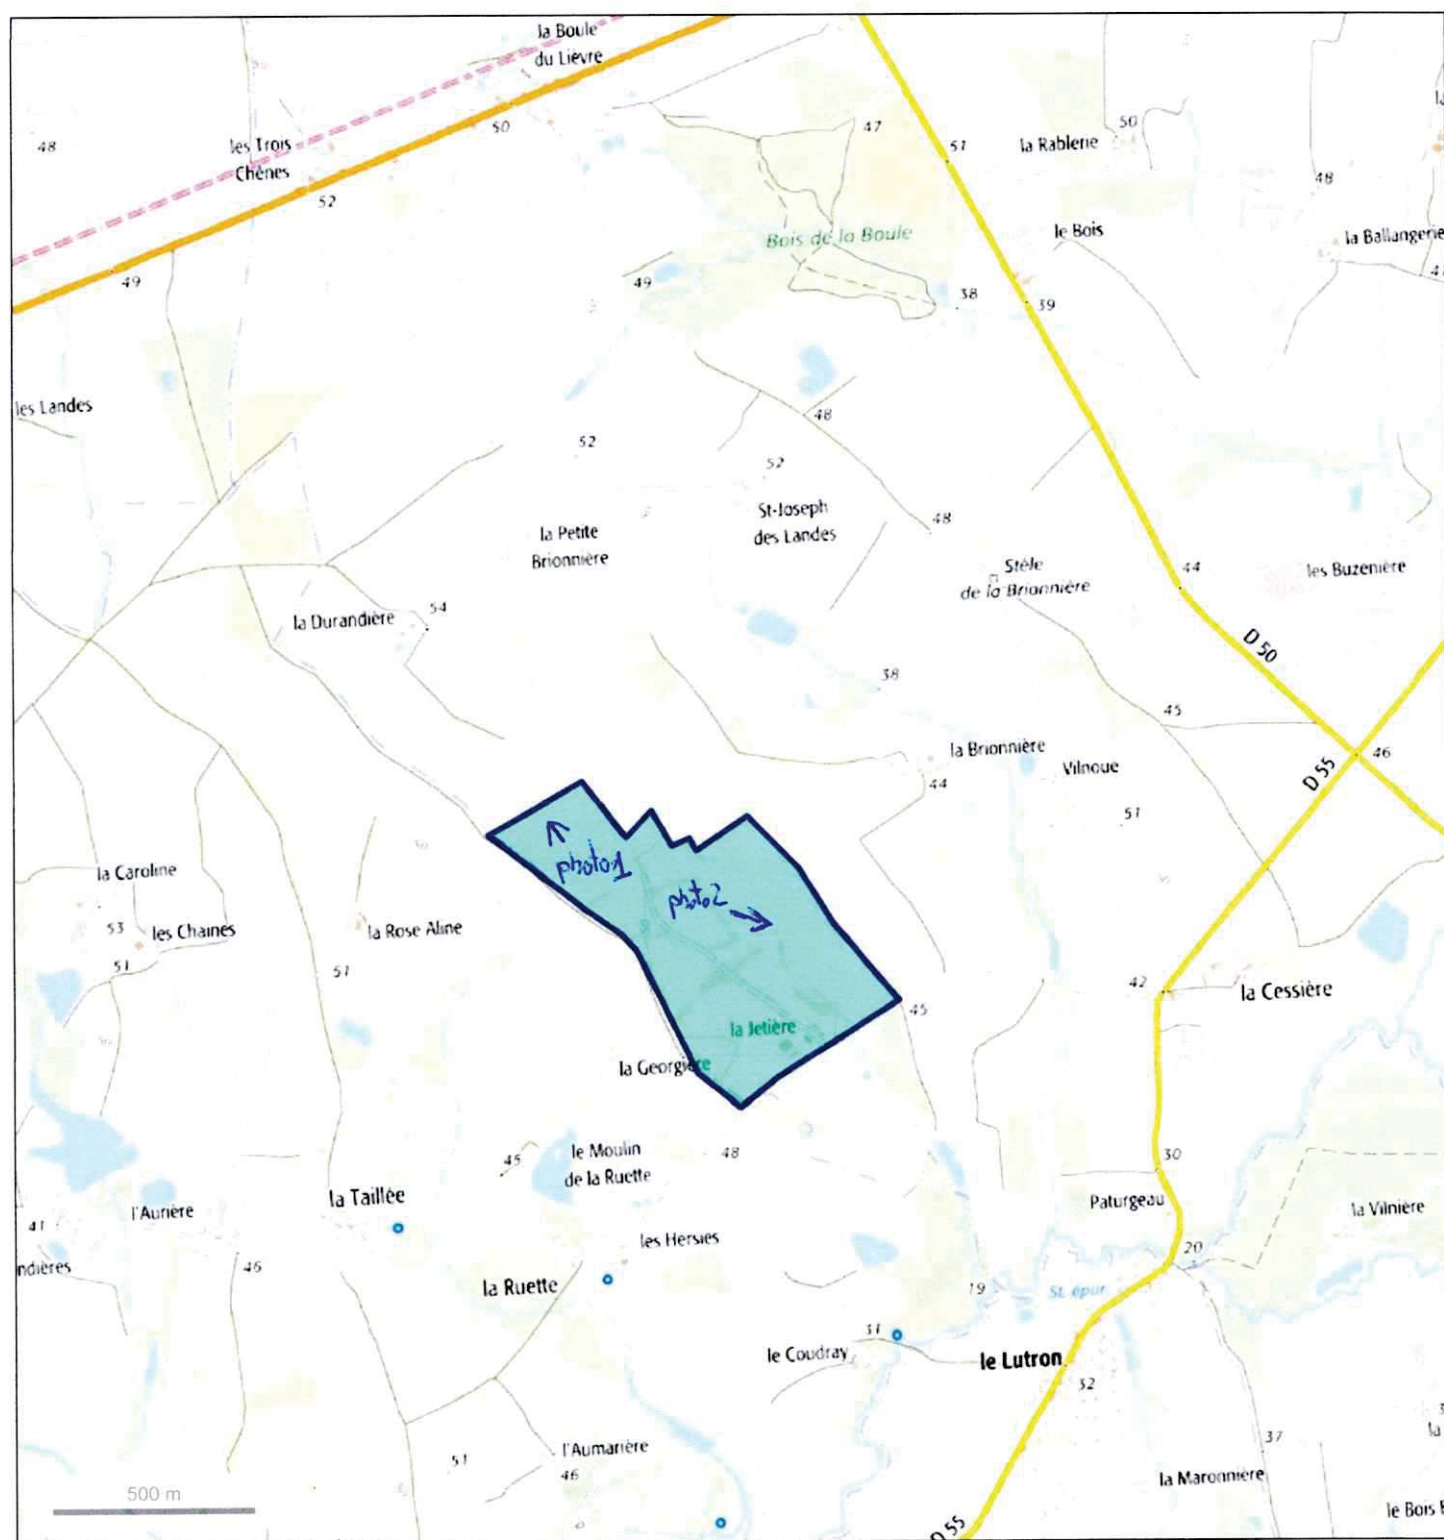 la Boule
du Lièvre
50
les Trois
Chênes
48
52
47
51
50
la Rablerie
48
le Bois
la Ballangerie
Bois de la Boule
49
49
38
39
les Landes
48
52
52
St-Joseph
des Landes
48
la Petite
Brionnière
Stèle
de la Brionnière
44
les Buzenière
54
la Durandière
D 50
38
45
la Brionnière
46
D 55
Vilnoue
44
51
photo1
photo2
la Caroline
53
les Chaines
la Rose Aline
51
51
42
la Cessière
45
la Jetière
la Georgière
le Moulin
de la Ruette
45
48
30
la Taillée
l'Aurière
Paturgeau
la Vilnière
41
20
les Hersies
ndières
46
la Ruette
19
St. épur.
31
le Coudray
le Lutron
32
l'Aumarière
51
46
37
la Maronnière
500 m
D 55